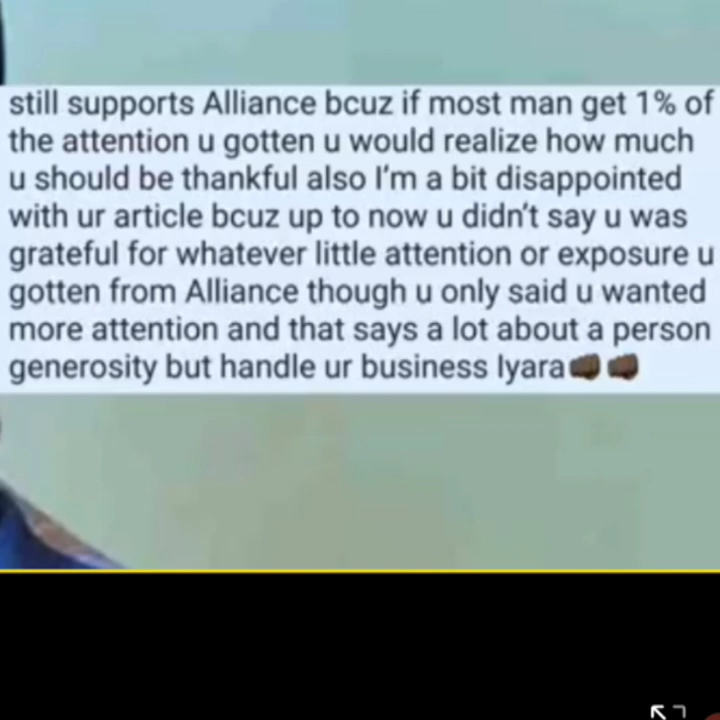 still supports Alliance bcuz if most man get 1% of
the attention u gotten u would realize how much
u should be thankful also I'm a bit disappointed
with ur article bcuz up to now u didn't say u was
grateful for whatever little attention or exposure u
gotten from Alliance though u only said u wanted
more attention and that says a lot about a person
generosity but handle ur business Iyara👊🏿👊🏿